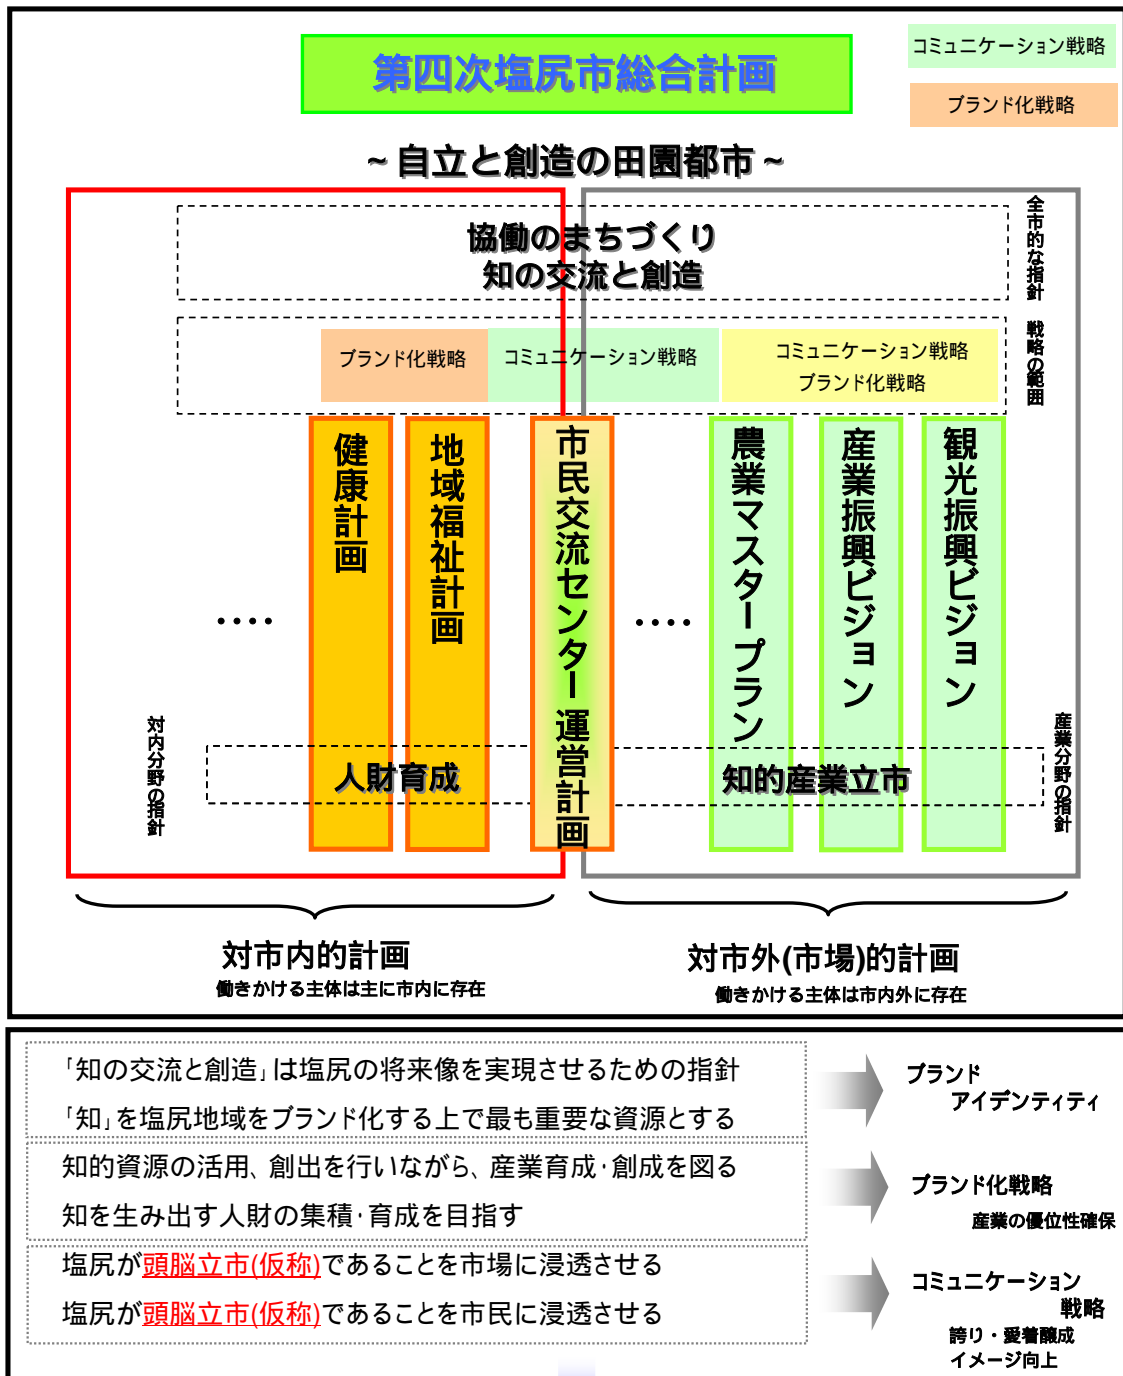 第四次塩尻市総合計画
コミュニケーション戦略
ブランド化戦略
~ 自立と創造の田園都市 ~
協働のまちづくり
知の交流と創造
全市的な指針
戦略の範囲
ブランド化戦略
コミュニケーション戦略
コミュニケーション戦略
ブランド化戦略
健康計画
地域福祉計画
市民交流センター運営計画
農業マスタープラン
産業振興ビジョン
観光振興ビジョン
‥‥
‥‥
対内分野の指針
人財育成
知的産業立市
産業分野の指針
対市内的計画
働きかける主体は主に市内に存在
対市外(市場)的計画
働きかける主体は市内外に存在
「知の交流と創造」は塩尻の将来像を実現させるための指針
「知」を塩尻地域をブランド化する上で最も重要な資源とする
ブランド
アイデンティティ
知的資源の活用、創出を行いながら、産業育成・創成を図る
知を生み出す人財の集積・育成を目指す
ブランド化戦略
産業の優位性確保
塩尻が頭脳立市(仮称)であることを市場に浸透させる
塩尻が頭脳立市(仮称)であることを市民に浸透させる
コミュニケーション
戦略
誇り・愛着醸成
イメージ向上